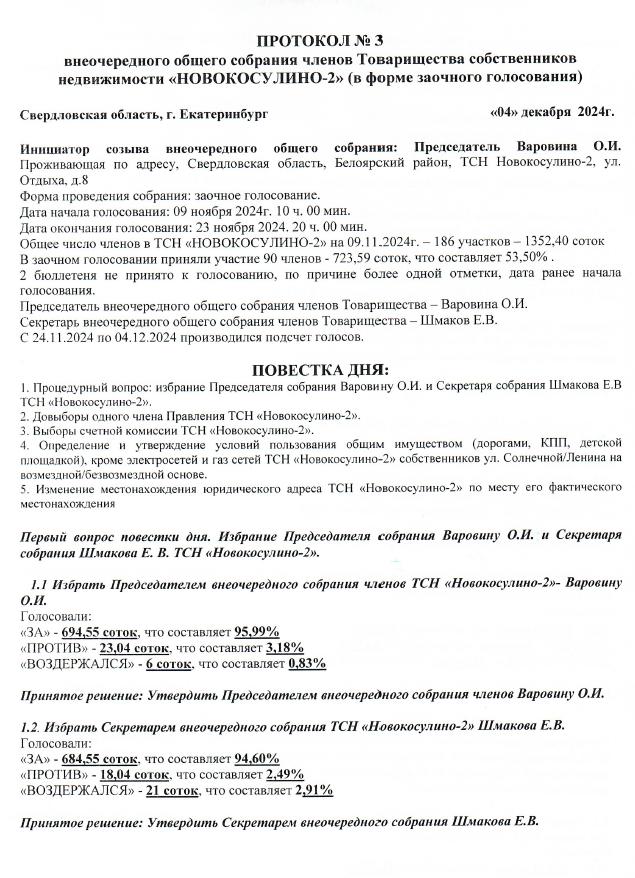 ПРОТОКОЛ № 3
внеочередного общего собрания членов Товарищества собственников
недвижимости «НОВОКОСУЛИНО-2» (в форме заочного голосования)
Свердловская область, г. Екатеринбург «04» декабря 2024г.
Инициатор созыва внеочередного общего собрания: Председатель Варовина О.И.
Проживающая по адресу, Свердловская область, Белоярский район, ТСН Новокосулино-2, ул.
Отдыха, д.8
Форма проведения собрания: заочное голосование.
Дата начала голосования: 09 ноября 2024г. 10 ч. 00 мин.
Дата окончания голосования: 23 ноября 2024. 20 ч. 00 мин.
Общее число членов в ТСН «НОВОКОСУЛИНО-2» на 09.11.2024г. – 186 участков – 1352,40 соток
В заочном голосовании приняли участие 90 членов - 723,59 соток, что составляет 53,50% .
2 бюллетеня не принято к голосованию, по причине более одной отметки, дата ранее начала
голосования.
Председатель внеочередного общего собрания членов Товарищества – Варовина О.И.
Секретарь внеочередного общего собрания членов Товарищества – Шмаков Е.В.
С 24.11.2024 по 04.12.2024 производился подсчет голосов.
ПОВЕСТКА ДНЯ:
1. Процедурный вопрос: избрание Председателя собрания Варовину О.И. и Секретаря собрания Шмакова Е.В
ТСН «Новокосулино-2».
2. Довыборы одного члена Правления ТСН «Новокосулино-2».
3. Выборы счетной комиссии ТСН «Новокосулино-2».
4. Определение и утверждение условий пользования общим имуществом (дорогами, КПП, детской
площадкой), кроме электросетей и газ сетей ТСН «Новокосулино-2» собственников ул. Солнечной/Ленина на
возмездной/безвозмездной основе.
5. Изменение местонахождения юридического адреса ТСН «Новокосулино-2» по месту его фактического
местонахождения
Первый вопрос повестки дня. Избрание Председателя собрания Варовину О.И. и Секретаря
собрания Шмакова Е. В. ТСН «Новокосулино-2».
1.1 Избрать Председателем внеочередного собрания членов ТСН «Новокосулино-2»- Варовину
О.И.
Голосовали:
«ЗА» - 694,55 соток, что составляет 95,99%
«ПРОТИВ» - 23,04 соток, что составляет 3,18%
«ВОЗДЕРЖАЛСЯ» - 6 соток, что составляет 0,83%
Принятое решение: Утвердить Председателем внеочередного собрания членов Варовину О.И.
1.2. Избрать Секретарем внеочередного собрания ТСН «Новокосулино-2» Шмакова Е.В.
Голосовали:
«ЗА» - 684,55 соток, что составляет 94,60%
«ПРОТИВ» - 18,04 соток, что составляет 2,49%
«ВОЗДЕРЖАЛСЯ» - 21 соток, что составляет 2,91%
Принятое решение: Утвердить Секретарем внеочередного собрания Шмакова Е.В.